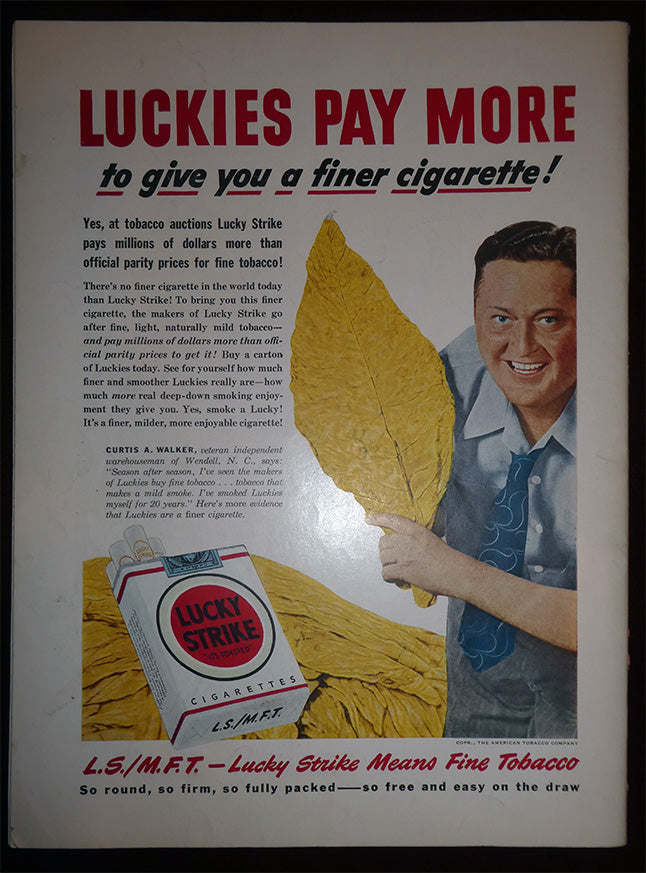 LUCKIES PAY MORE
to give you a finer cigarette!
Yes, at tobacco auctions Lucky Strike
pays millions of dollars more than
official parity prices for fine tobacco!
There's no finer cigarette in the world today
than Lucky Strike! To bring you this finer
cigarette, the makers of Lucky Strike go
after fine, light, naturally mild tobacco—
and pay millions of dollars more than offi-
cial parity prices to get it! Buy a carton
of Luckies today. See for yourself how much
finer and smoother Luckies really are—how
much more real deep-down smoking enjoy-
ment they give you. Yes, smoke a Lucky!
It's a finer, milder, more enjoyable cigarette!
CURTIS A. WALKER, veteran independent
warehouseman of Wendell, N. C., says:
"Season after season, I've seen the makers
of Luckies buy fine tobacco . . . tobacco that
makes a mild smoke. I've smoked Luckies
myself for 20 years." Here's more evidence
that Luckies are a finer cigarette.
LUCKY
STRIKE
LUCKY
STRIKE
"IT'S TOASTED"
CIGARETTES
L.S./M.F.T.
COPR., THE AMERICAN TOBACCO COMPANY
L.S./M.F.T. — Lucky Strike Means Fine Tobacco
So round, so firm, so fully packed—so free and easy on the draw